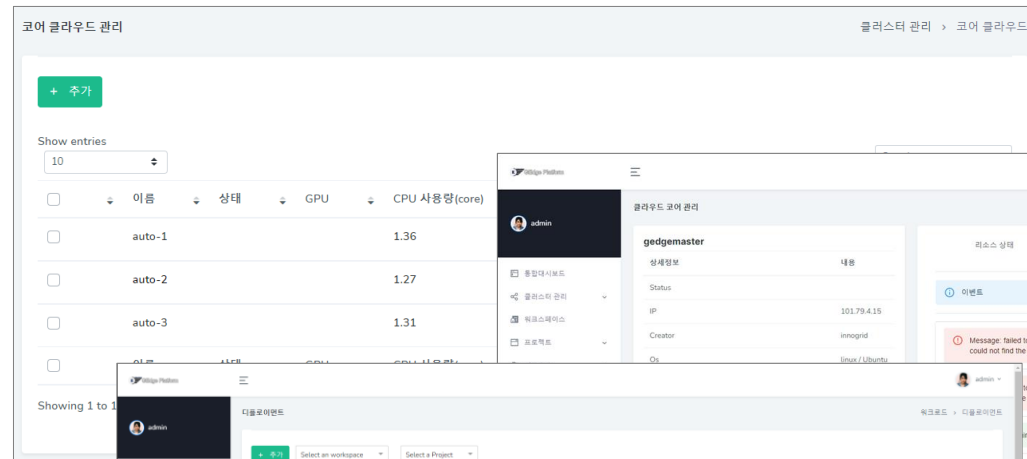 코어 클라우드 관리
클러스터 관리 › 코어 클라우드
+ 추가
Show entries
10
이름 상태 GPU CPU 사용량(core)
auto-1 1.36
auto-2 1.27
auto-3 1.31
Showing 1 to 1
GEdge Platform
admin
통합대시보드
클러스터 관리
워크스페이스
프로젝트
클라우드 코어 관리
gedgemaster
상세정보 내용
Status
IP 101.79.4.15
Creator innogrid
Os linux / Ubuntu
리소스 상태
이벤트
Message: failed to
could not find the
GEdge Platform
admin
admin
디플로이먼트
워크로드 › 디플로이먼트
+ 추가 Select an workspace Select a Project